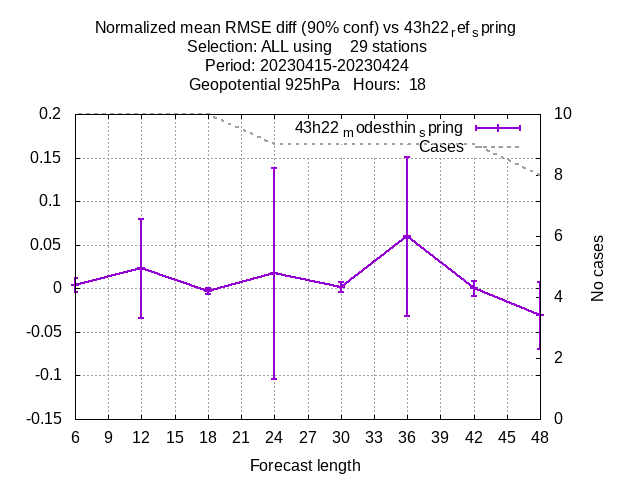 Normalized mean RMSE diff (90% conf) vs 43h22refspring
Selection: ALL using 29 stations
Period: 20230415-20230424
Geopotential 925hPa Hours: 18
43h22modesthinspring
Cases
0.2
0.15
0.1
0.05
0
-0.05
-0.1
-0.15
10
8
6
4
2
0
No cases
6 9 12 15 18 21 24 27 30 33 36 39 42 45 48
Forecast length